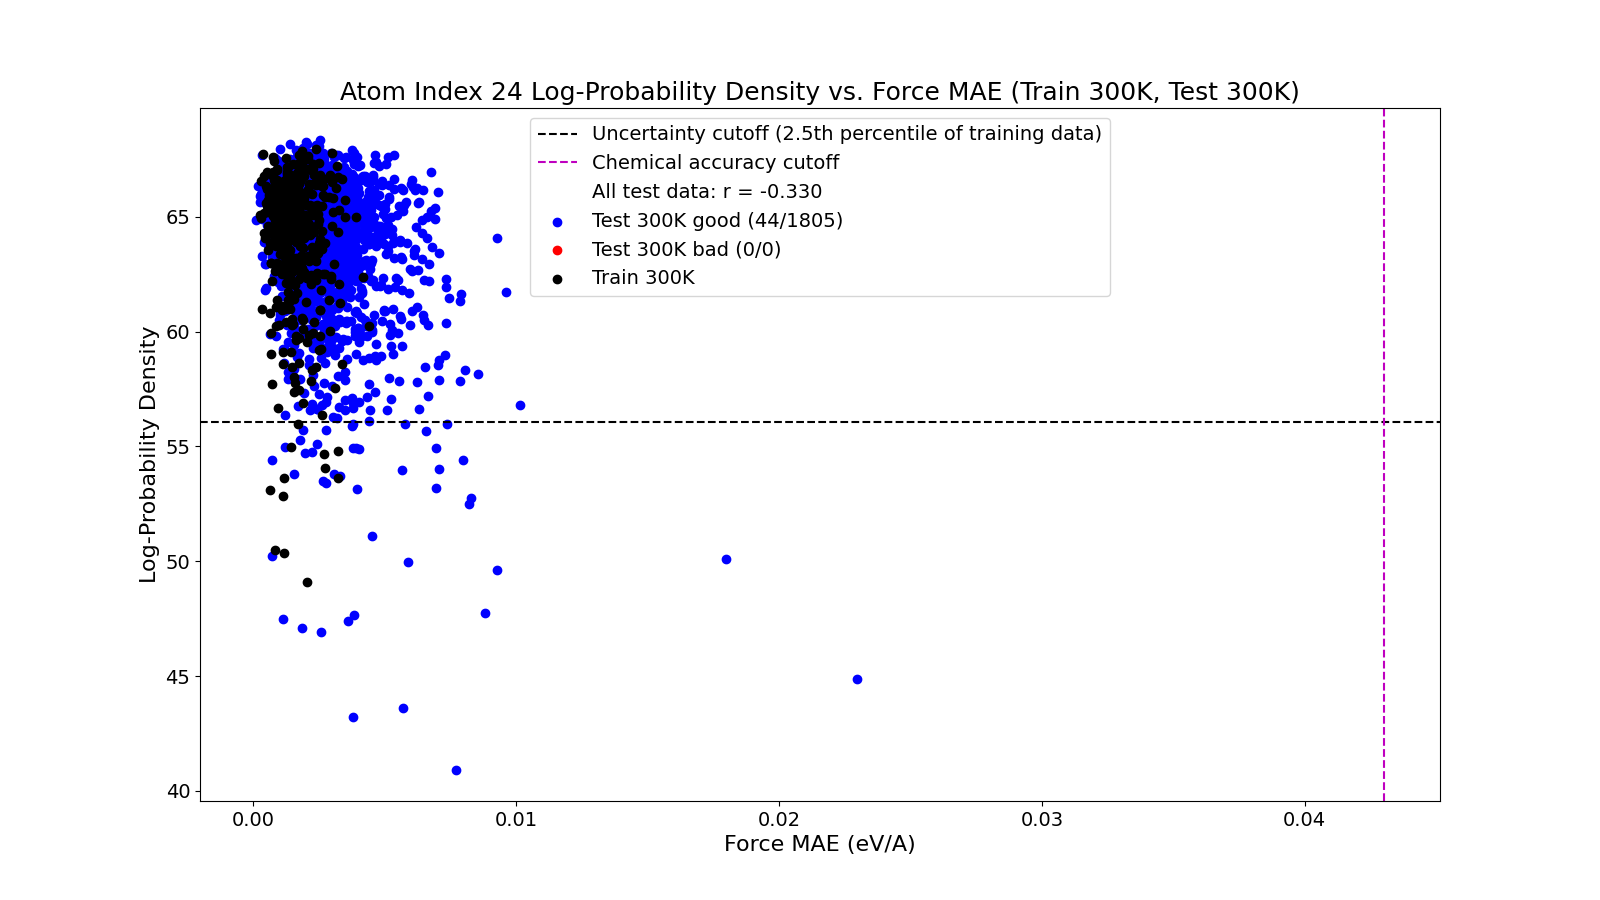 Atom Index 24 Log-Probability Density vs. Force MAE (Train 300K, Test 300K)
Uncertainty cutoff (2.5th percentile of training data)
Chemical accuracy cutoff
All test data: r = -0.330
Test 300K good (44/1805)
Test 300K bad (0/0)
Train 300K
Log-Probability Density
65
60
55
50
45
40
0.00
0.01
0.02
0.03
0.04
Force MAE (eV/A)